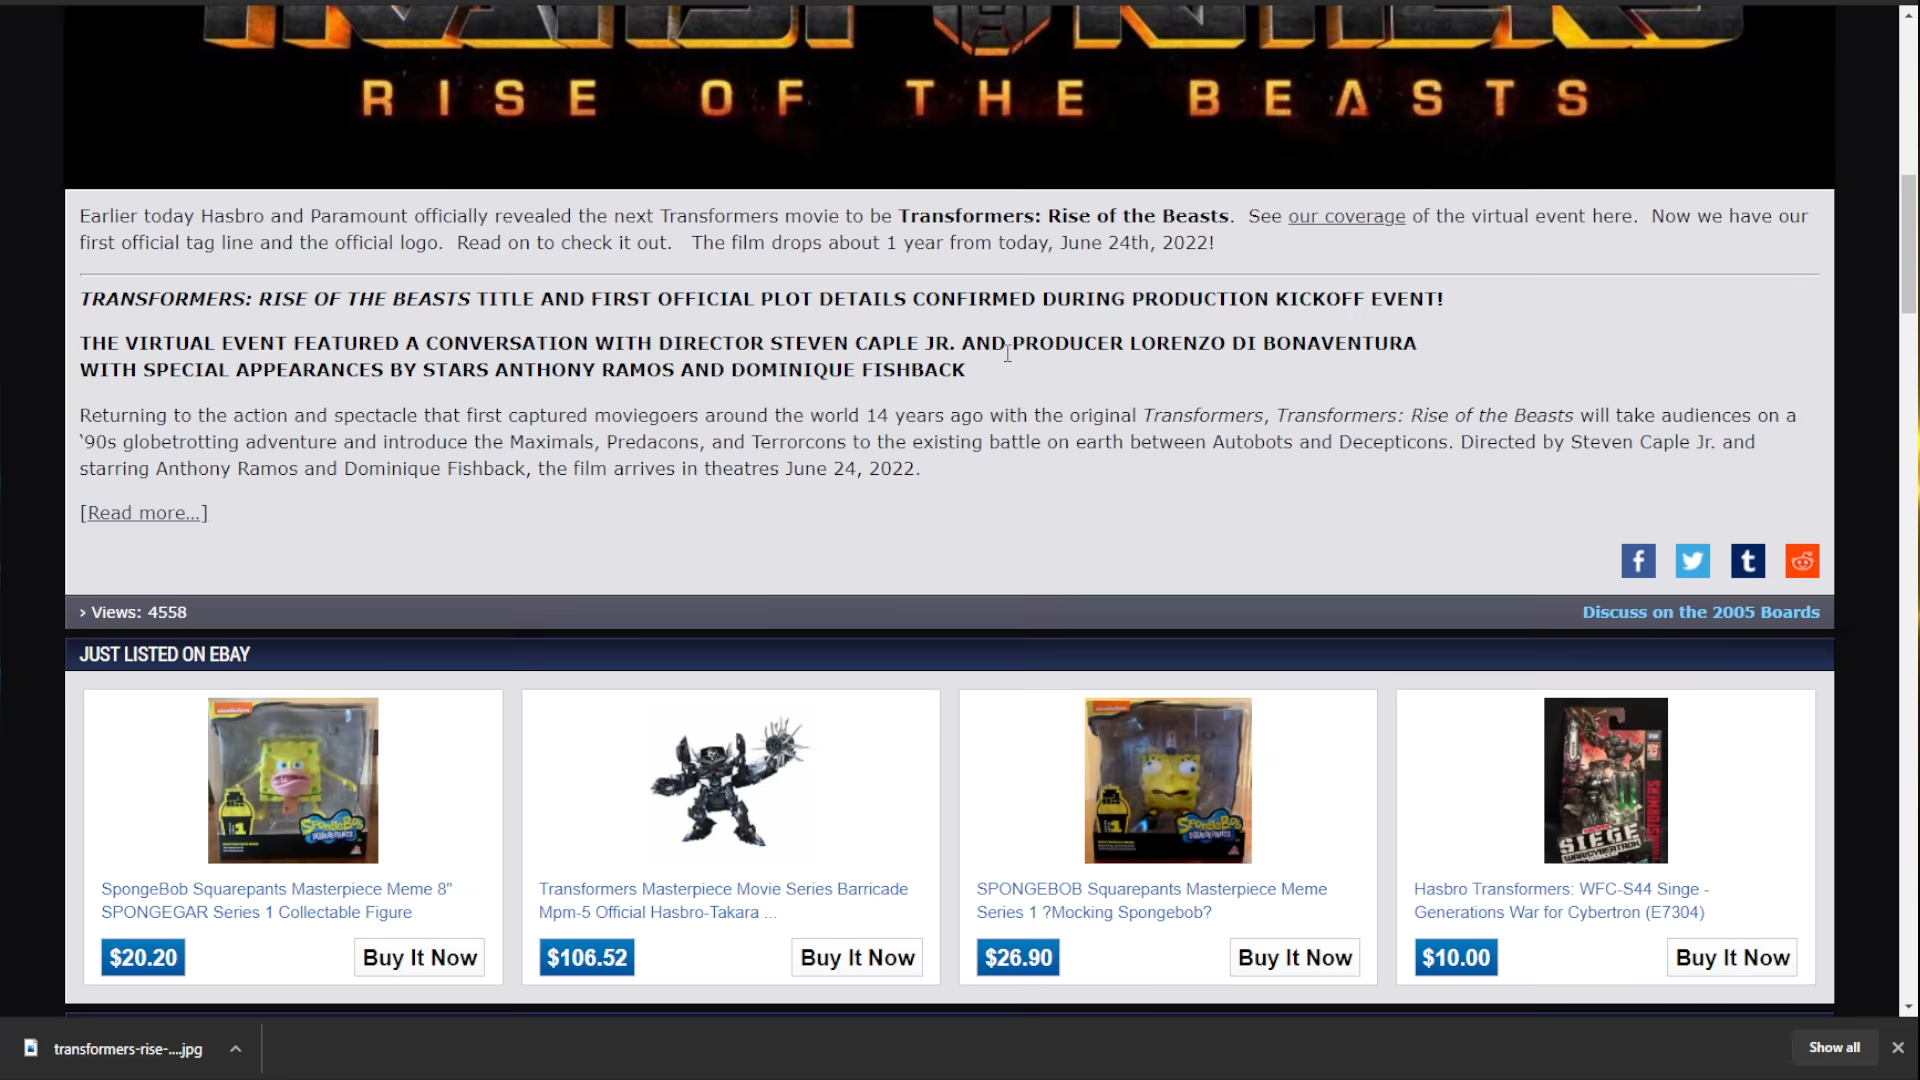 RISE OF THE BEASTS
Earlier today Hasbro and Paramount officially revealed the next Transformers movie to be Transformers: Rise of the Beasts.  See our coverage of the virtual event here.  Now we have our
first official tag line and the official logo.  Read on to check it out.   The film drops about 1 year from today, June 24th, 2022!
TRANSFORMERS: RISE OF THE BEASTS TITLE AND FIRST OFFICIAL PLOT DETAILS CONFIRMED DURING PRODUCTION KICKOFF EVENT!
THE VIRTUAL EVENT FEATURED A CONVERSATION WITH DIRECTOR STEVEN CAPLE JR. AND PRODUCER LORENZO DI BONAVENTURA
WITH SPECIAL APPEARANCES BY STARS ANTHONY RAMOS AND DOMINIQUE FISHBACK
Returning to the action and spectacle that first captured moviegoers around the world 14 years ago with the original Transformers, Transformers: Rise of the Beasts will take audiences on a
'90s globetrotting adventure and introduce the Maximals, Predacons, and Terrorcons to the existing battle on earth between Autobots and Decepticons. Directed by Steven Caple Jr. and
starring Anthony Ramos and Dominique Fishback, the film arrives in theatres June 24, 2022.
[Read more...]
› Views: 4558
Discuss on the 2005 Boards
JUST LISTED ON EBAY
SpongeBob Squarepants Masterpiece Meme 8"
SPONGEGAR Series 1 Collectable Figure
$20.20
Buy It Now
Transformers Masterpiece Movie Series Barricade
Mpm-5 Official Hasbro-Takara ...
$106.52
Buy It Now
SPONGEBOB Squarepants Masterpiece Meme
Series 1 ?Mocking Spongebob?
$26.90
Buy It Now
SIEGE
Hasbro Transformers: WFC-S44 Singe -
Generations War for Cybertron (E7304)
$10.00
Buy It Now
transformers-rise-....jpg
Show all